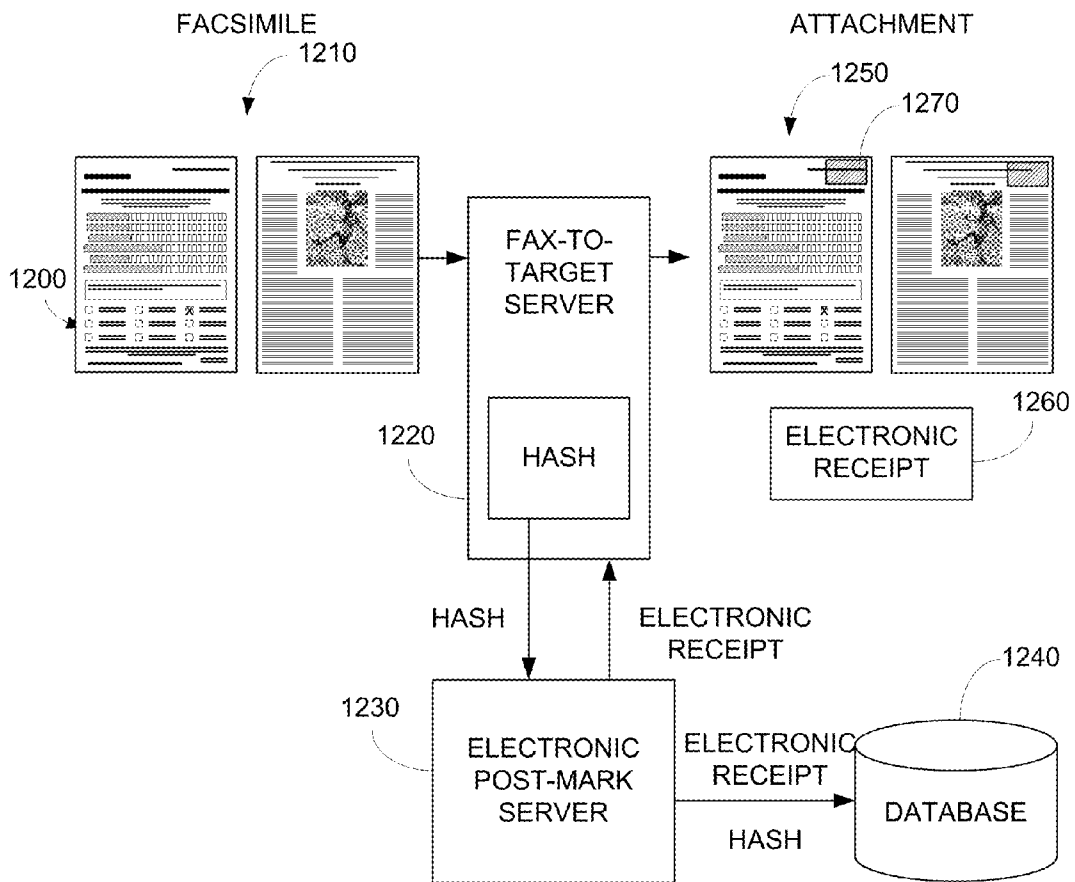 FACSIMILE
ATTACHMENT
1210
1250
1270
1200
FAX-TO-
TARGET
SERVER
1220
HASH
1260
ELECTRONIC
RECEIPT
HASH
ELECTRONIC
RECEIPT
1240
1230
ELECTRONIC
POST-MARK
SERVER
ELECTRONIC
RECEIPT
HASH
DATABASE